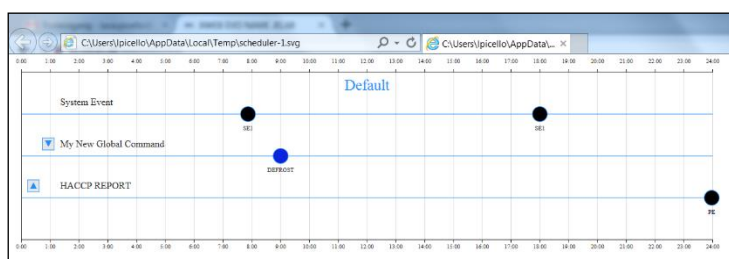 C:\Users\lpicello\AppData\Local\Temp\scheduler-1.svg
C:\Users\lpicello\AppData\...
0:00 1:00 2:00 3:00 4:00 5:00 6:00 7:00 8:00 9:00 10:00 11:00 12:00 13:00 14:00 15:00 16:00 17:00 18:00 19:00 20:00 21:00 22:00 23:00 24:00
Default
System Event
SE1 SE1
My New Global Command
DEFROST
HACCP REPORT
PE
0:00 1:00 2:00 3:00 4:00 5:00 6:00 7:00 8:00 9:00 10:00 11:00 12:00 13:00 14:00 15:00 16:00 17:00 18:00 19:00 20:00 21:00 22:00 23:00 24:00